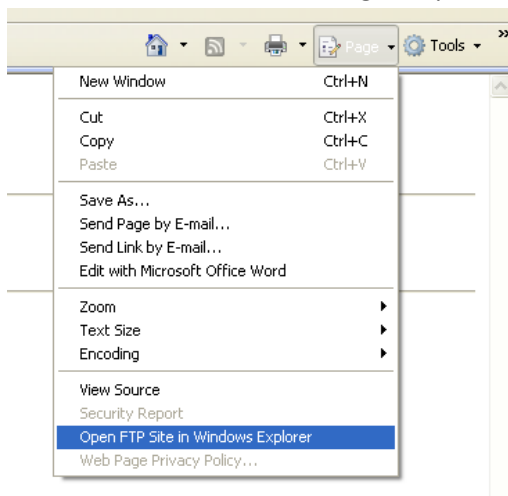 Page Tools »
New Window Ctrl+N
Cut Ctrl+X
Copy Ctrl+C
Paste Ctrl+V
Save As...
Send Page by E-mail...
Send Link by E-mail...
Edit with Microsoft Office Word
Zoom
Text Size
Encoding
View Source
Security Report
Open FTP Site in Windows Explorer
Web Page Privacy Policy...